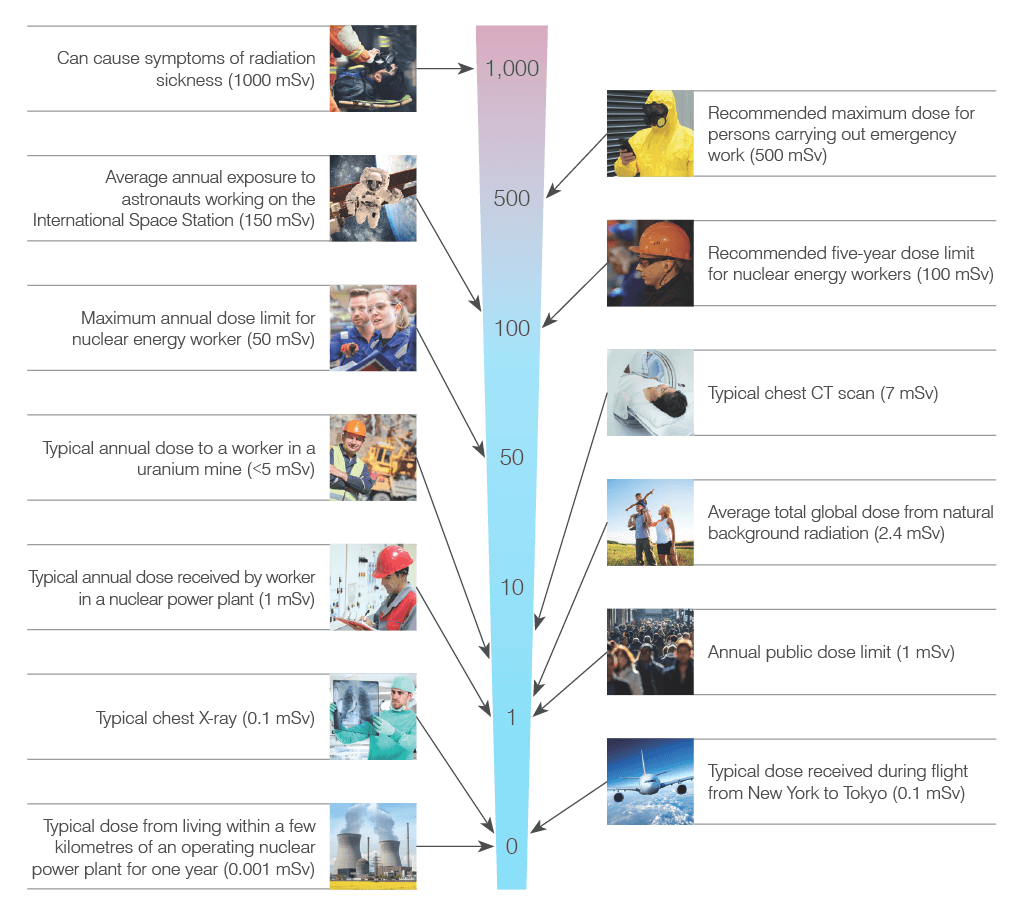 Can cause symptoms of radiation
sickness (1000 mSv)
Average annual exposure to
astronauts working on the
International Space Station (150 mSv)
Maximum annual dose limit for
nuclear energy worker (50 mSv)
Typical annual dose to a worker in a
uranium mine (<5 mSv)
Typical annual dose received by worker
in a nuclear power plant (1 mSv)
Typical chest X-ray (0.1 mSv)
Typical dose from living within a few
kilometres of an operating nuclear
power plant for one year (0.001 mSv)
1,000
500
100
50
10
1
0
Recommended maximum dose for
persons carrying out emergency
work (500 mSv)
Recommended five-year dose limit
for nuclear energy workers (100 mSv)
Typical chest CT scan (7 mSv)
Average total global dose from natural
background radiation (2.4 mSv)
Annual public dose limit (1 mSv)
Typical dose received during flight
from New York to Tokyo (0.1 mSv)